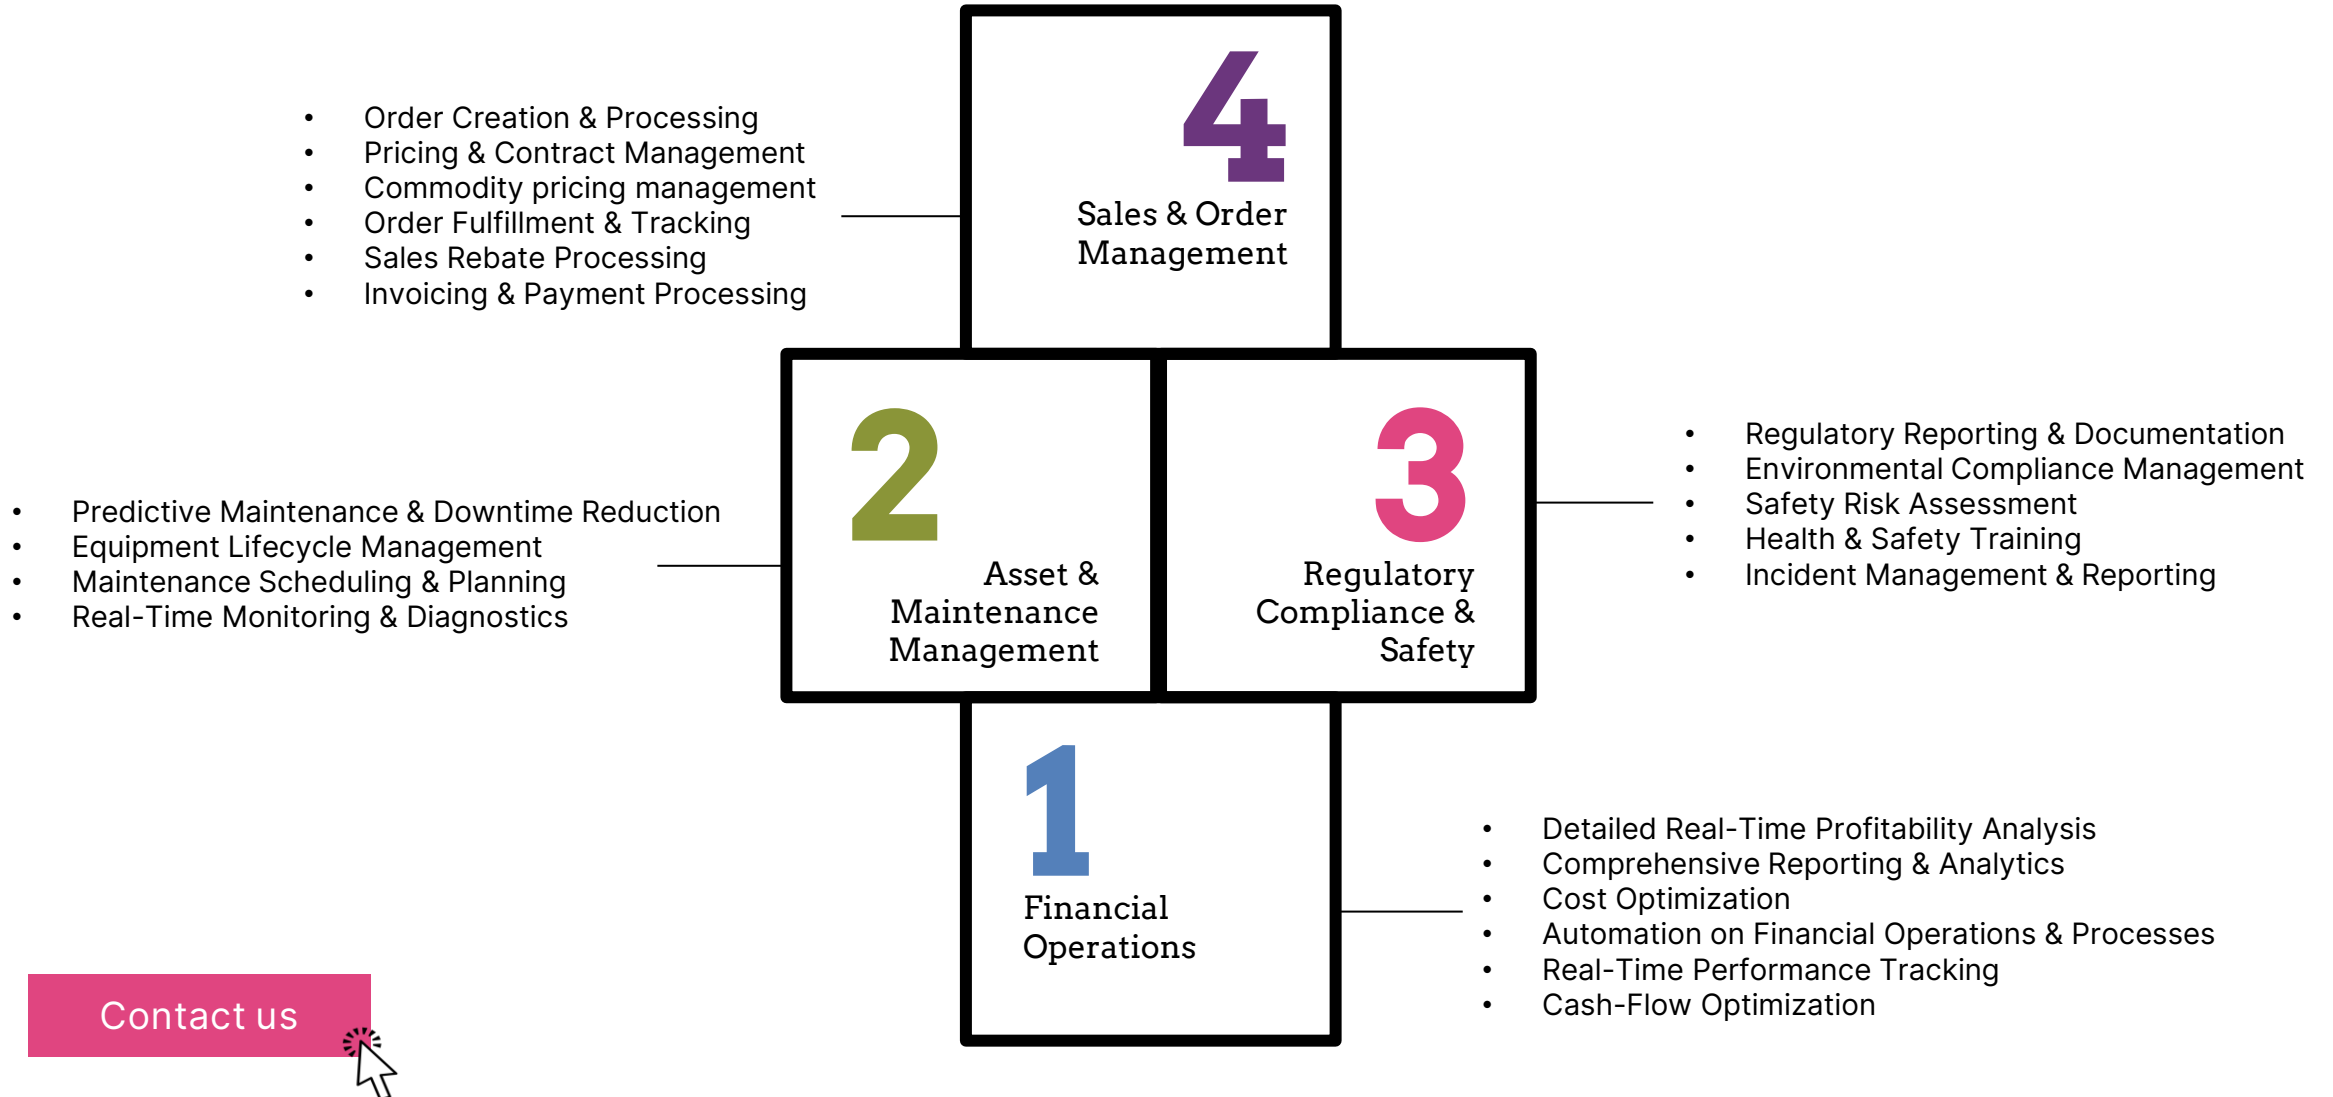 • Order Creation & Processing
• Pricing & Contract Management
• Commodity pricing management
• Order Fulfillment & Tracking
• Sales Rebate Processing
• Invoicing & Payment Processing
4
Sales & Order
Management
• Predictive Maintenance & Downtime Reduction
• Equipment Lifecycle Management
• Maintenance Scheduling & Planning
• Real-Time Monitoring & Diagnostics
2
Asset &
Maintenance
Management
3
Regulatory
Compliance &
Safety
• Regulatory Reporting & Documentation
• Environmental Compliance Management
• Safety Risk Assessment
• Health & Safety Training
• Incident Management & Reporting
1
Financial
Operations
• Detailed Real-Time Profitability Analysis
• Comprehensive Reporting & Analytics
• Cost Optimization
• Automation on Financial Operations & Processes
• Real-Time Performance Tracking
• Cash-Flow Optimization
Contact us